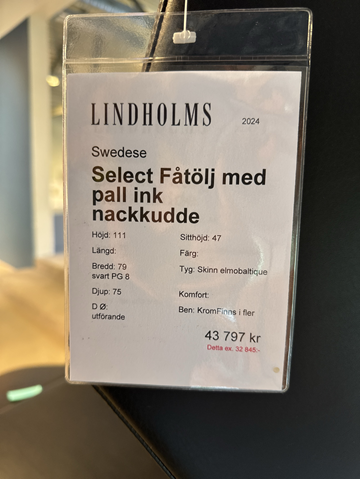 LINDHOLMS
2024
Swedese
Select Fåtölj med
pall ink
nackkudde
Höjd: 111
Sitthöjd: 47
Längd:
Färg:
Bredd: 79
svart PG 8
Tyg: Skinn elmobaltique
Djup: 75
Komfort:
D Ø:
utförande
Ben: KromFinns i fler
43 797 kr
Detta ex. 32 845:-